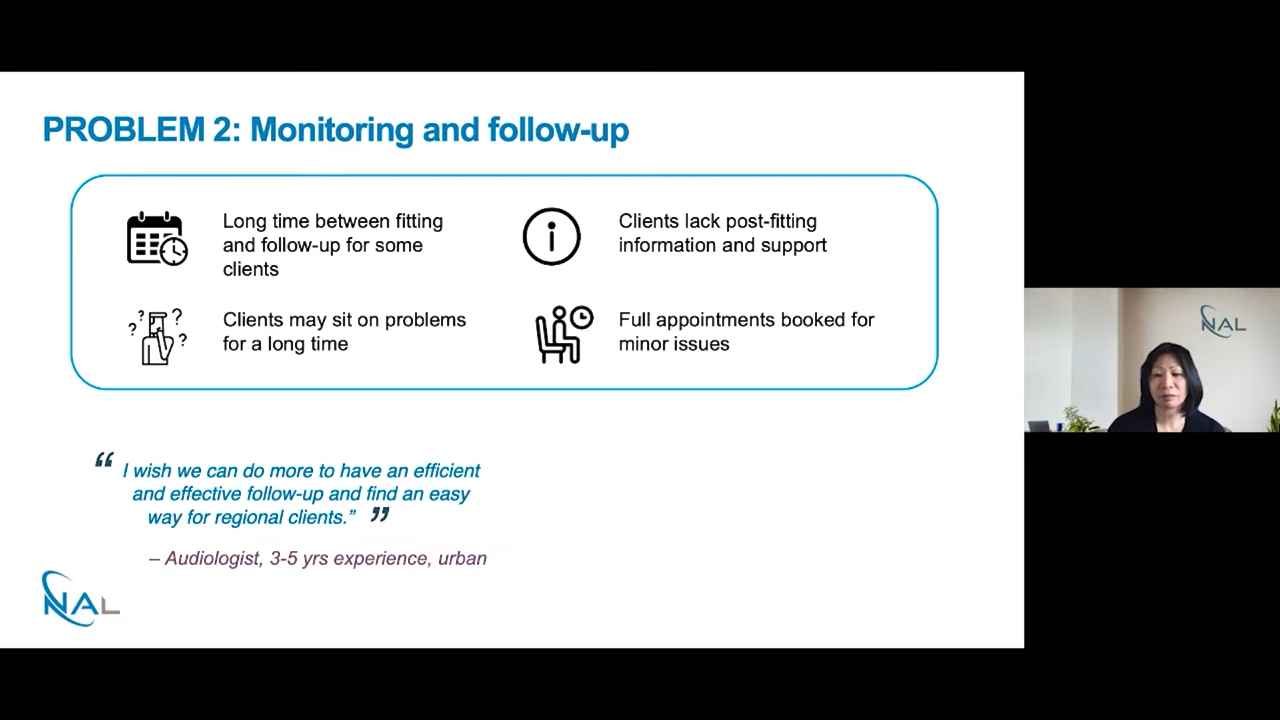 PROBLEM 2: Monitoring and follow-up
Long time between fitting
and follow-up for some
clients
Clients lack post-fitting
information and support
? ? ? ?
Clients may sit on problems
for a long time
Full appointments booked for
minor issues
“ I wish we can do more to have an efficient
and effective follow-up and find an easy
way for regional clients.” ”
– Audiologist, 3-5 yrs experience, urban
NAL
NAL